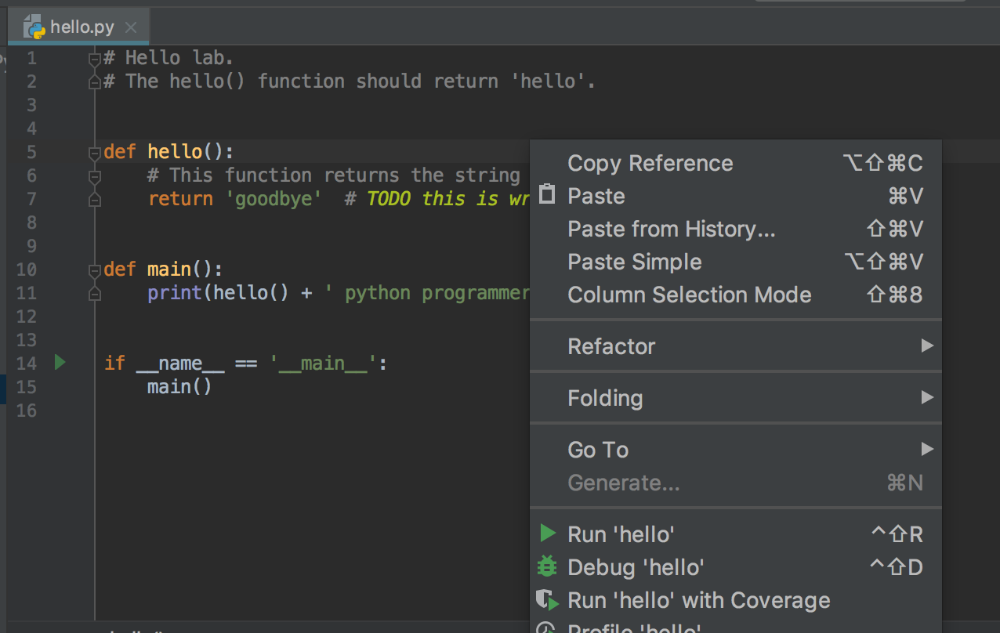 hello.py
1 # Hello lab.
2 # The hello() function should return 'hello'.
3
4
5 def hello():
6 # This function returns the string
7 return 'goodbye' # TODO this is wr
8
9
10 def main():
11 print(hello() + ' python programmer
12
13
14 if __name__ == '__main__':
15 main()
16
Copy Reference ⌥⇧⌘C
Paste ⌘V
Paste from History... ⇧⌘V
Paste Simple ⌥⇧⌘V
Column Selection Mode ⇧⌘8
Refactor
Folding
Go To
Generate... ⌘N
Run 'hello' ^⇧R
Debug 'hello' ^⇧D
Run 'hello' with Coverage
Profile 'hello'